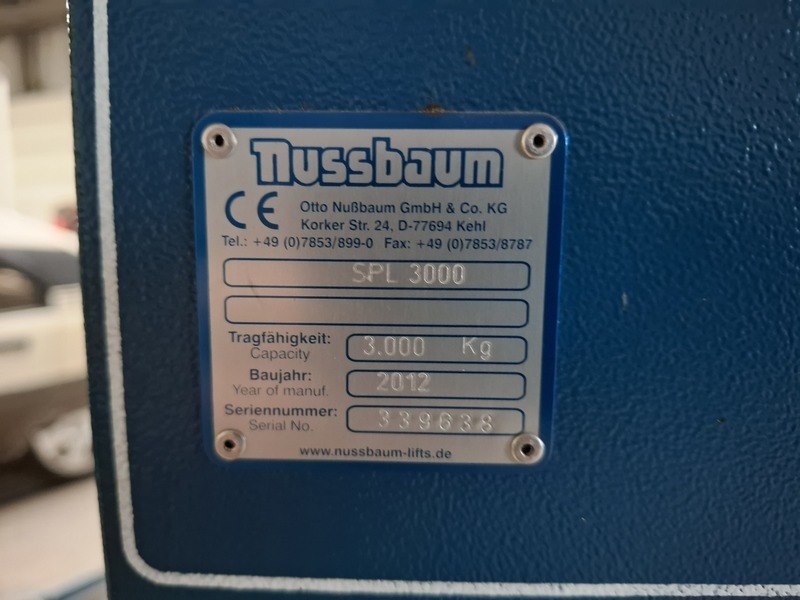 nussbaum
CE Otto Nußbaum GmbH & Co. KG
Korker Str. 24, D-77694 Kehl
Tel.: +49 (0)7853/899-0 Fax: +49 (0)7853/8787
SPL 3000
Tragfähigkeit: 3.000 Kg
Capacity
Baujahr: 2012
Year of manuf.
Seriennummer: 339638
Serial No.
www.nussbaum-lifts.de